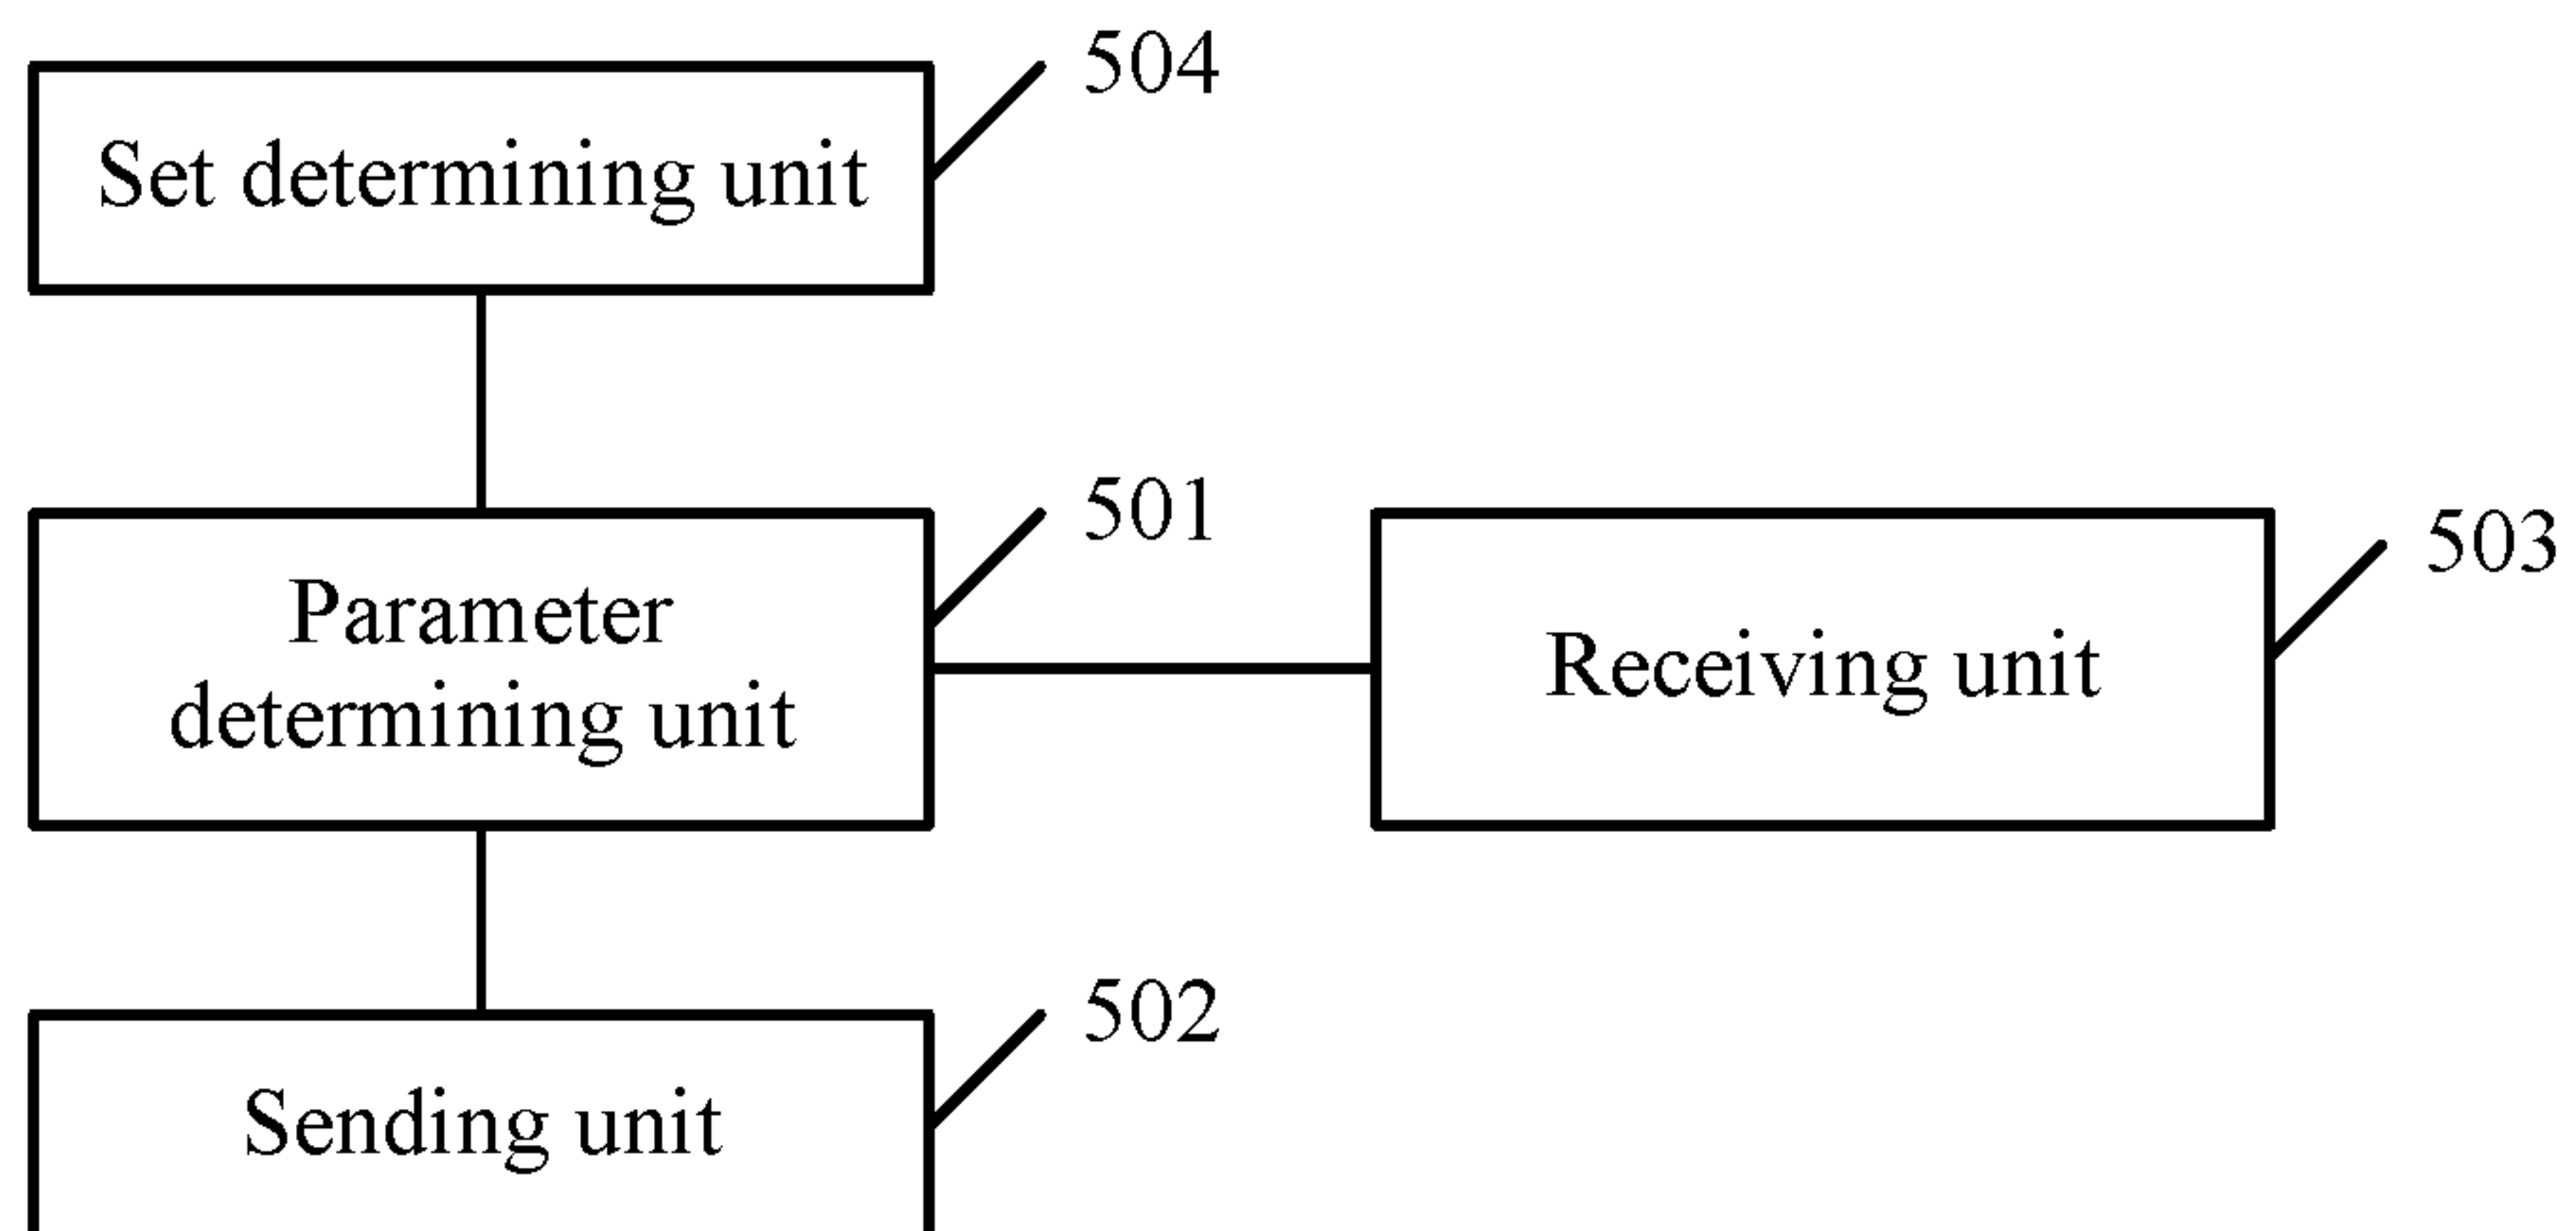 504
Set determining unit
501
503
Parameter
determining unit
Receiving unit
502
Sending unit